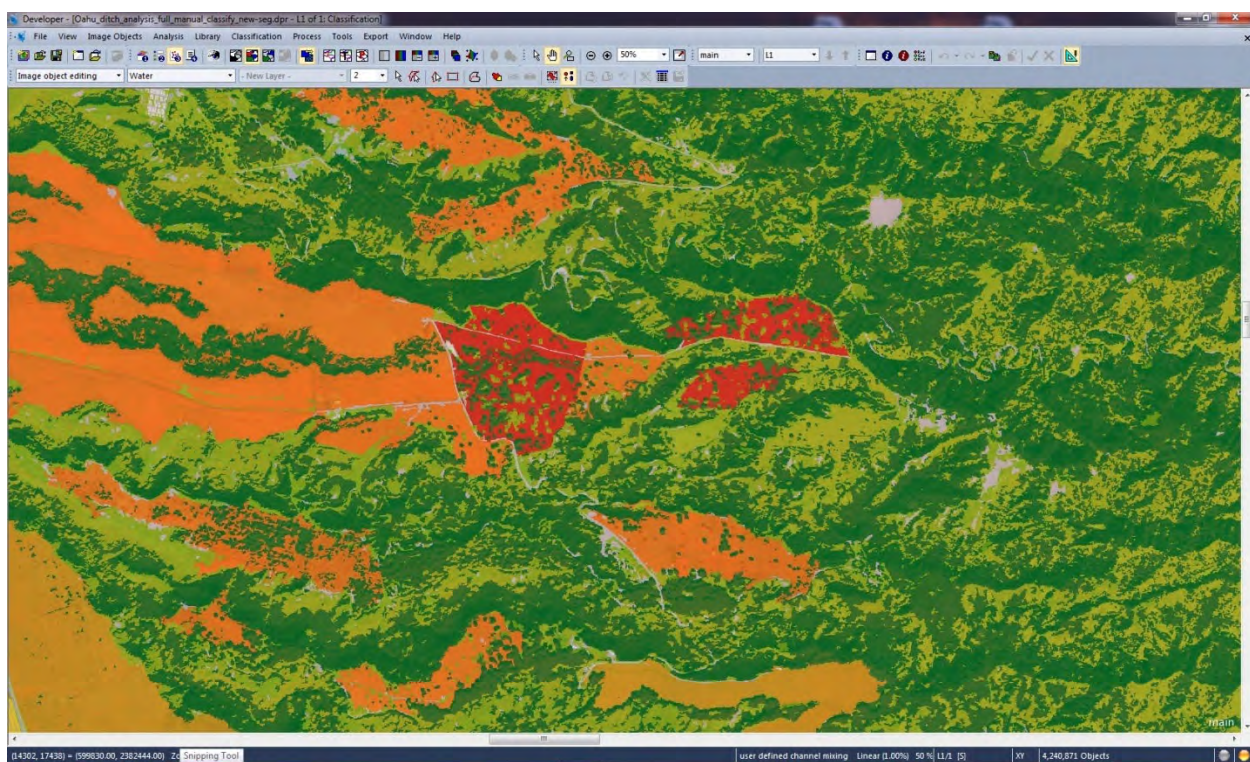 Developer - [Oahu_ditch_analysis_full_manual_classify_new-seg.dpr - L1 of 1: Classification]
File View Image Objects Analysis Library Classification Process Tools Export Window Help
50% main L1
Image object editing Water - New Layer - 2
main
(14302, 17438) = (599830.00, 2382444.00) Snipping Tool user defined channel mixing Linear (1.00%) 50 % L1/1 [S] XY 4,240,871 Objects